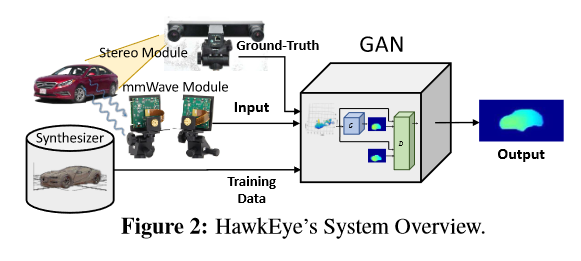 Stereo Module
Ground-Truth
GAN
mmWave Module
Input
Synthesizer
G
D
Output
Training
Data
Figure 2: HawkEye's System Overview.